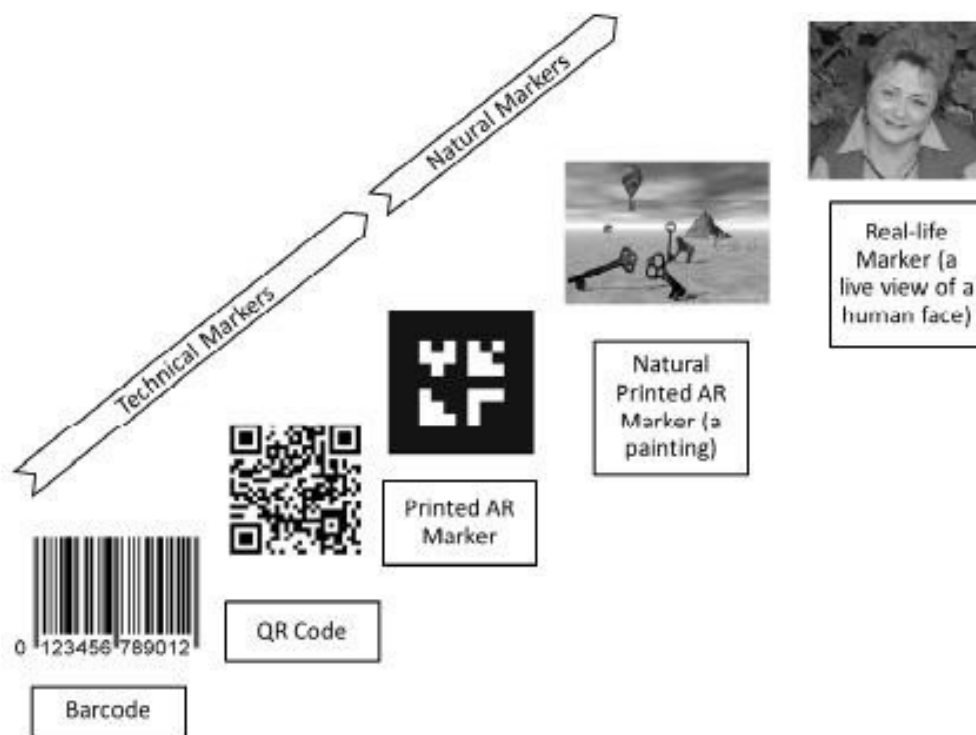 Natural Markers
Technical Markers
Real-life
Marker (a
live view of a
human face)
Natural
Printed AR
Marker (a
painting)
Printed AR
Marker
QR Code
0 123456 789012
Barcode